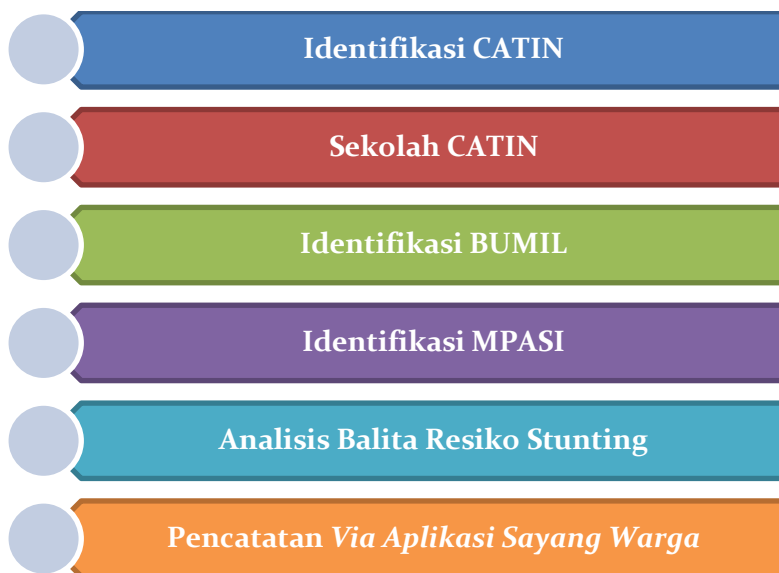 Identifikasi CATIN
Sekolah CATIN
Identifikasi BUMIL
Identifikasi MPASI
Analisis Balita Resiko Stunting
Pencatatan Via Aplikasi Sayang Warga